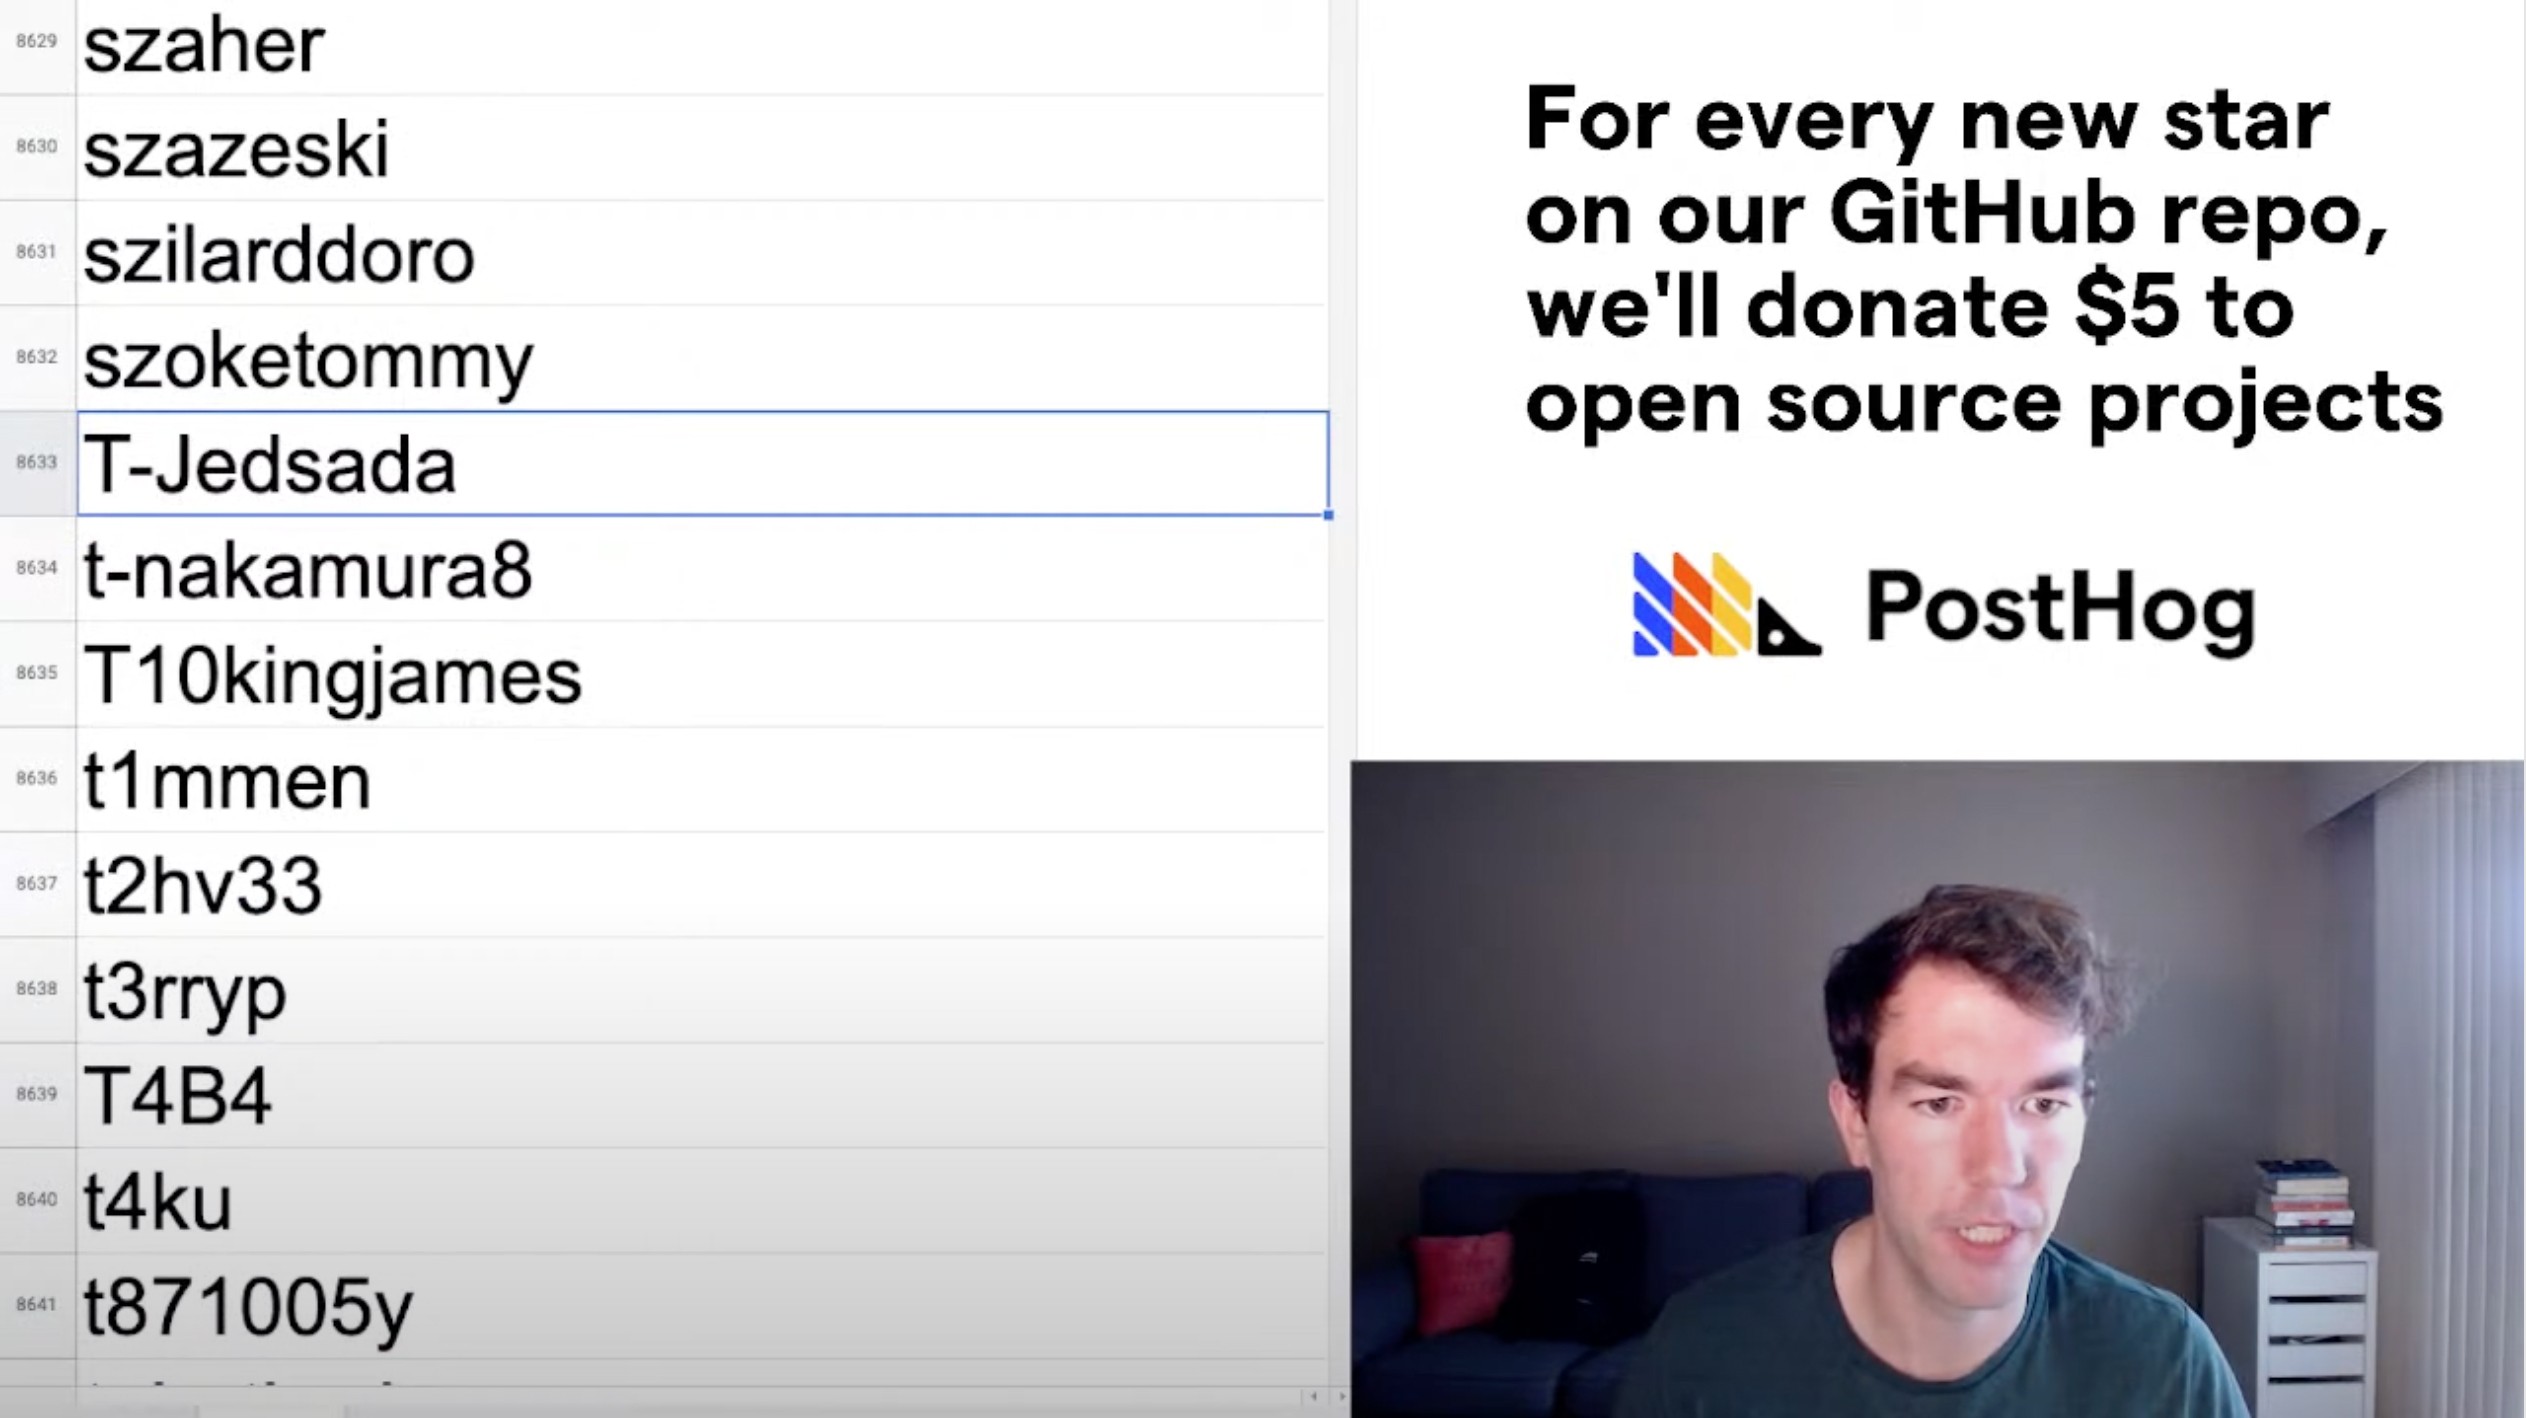 8629 szaher
8630 szazeski
8631 szilarddoro
8632 szoketommy
8633 T-Jedsada
8634 t-nakamura8
8635 T10kingjames
8636 t1mmen
8637 t2hv33
8638 t3rryp
8639 T4B4
8640 t4ku
8641 t871005y
For every new star
on our GitHub repo,
we'll donate $5 to
open source projects
PostHog